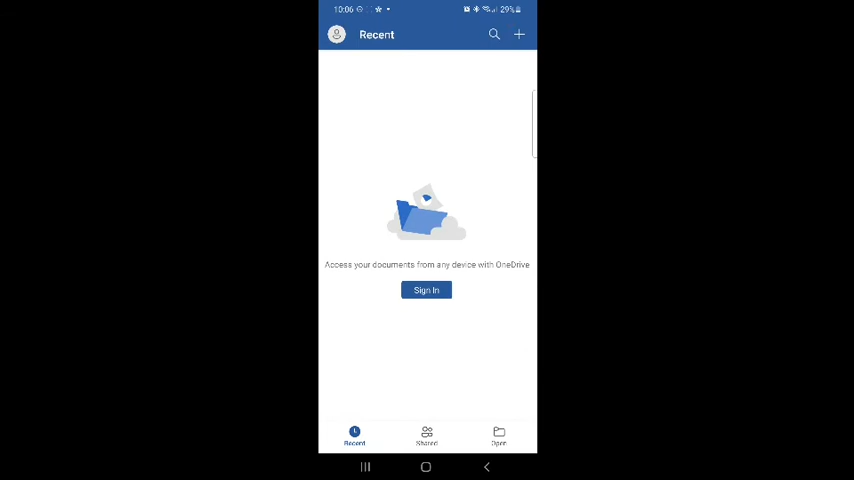 10:06
29%
Recent
Access your documents from any device with OneDrive
Sign In
Recent
Shared
Open